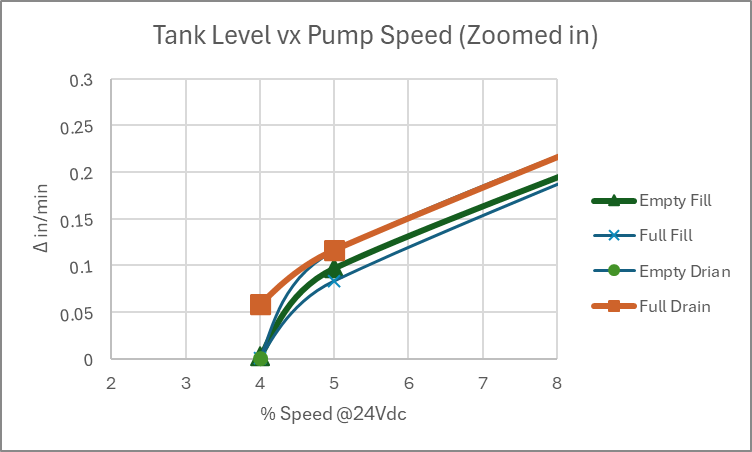 Tank Level vx Pump Speed (Zoomed in)
0.3
0.25
0.2
0.15
0.1
0.05
0
Δ in/min
2 3 4 5 6 7 8
% Speed @24Vdc
Empty Fill
Full Fill
Empty Drian
Full Drain